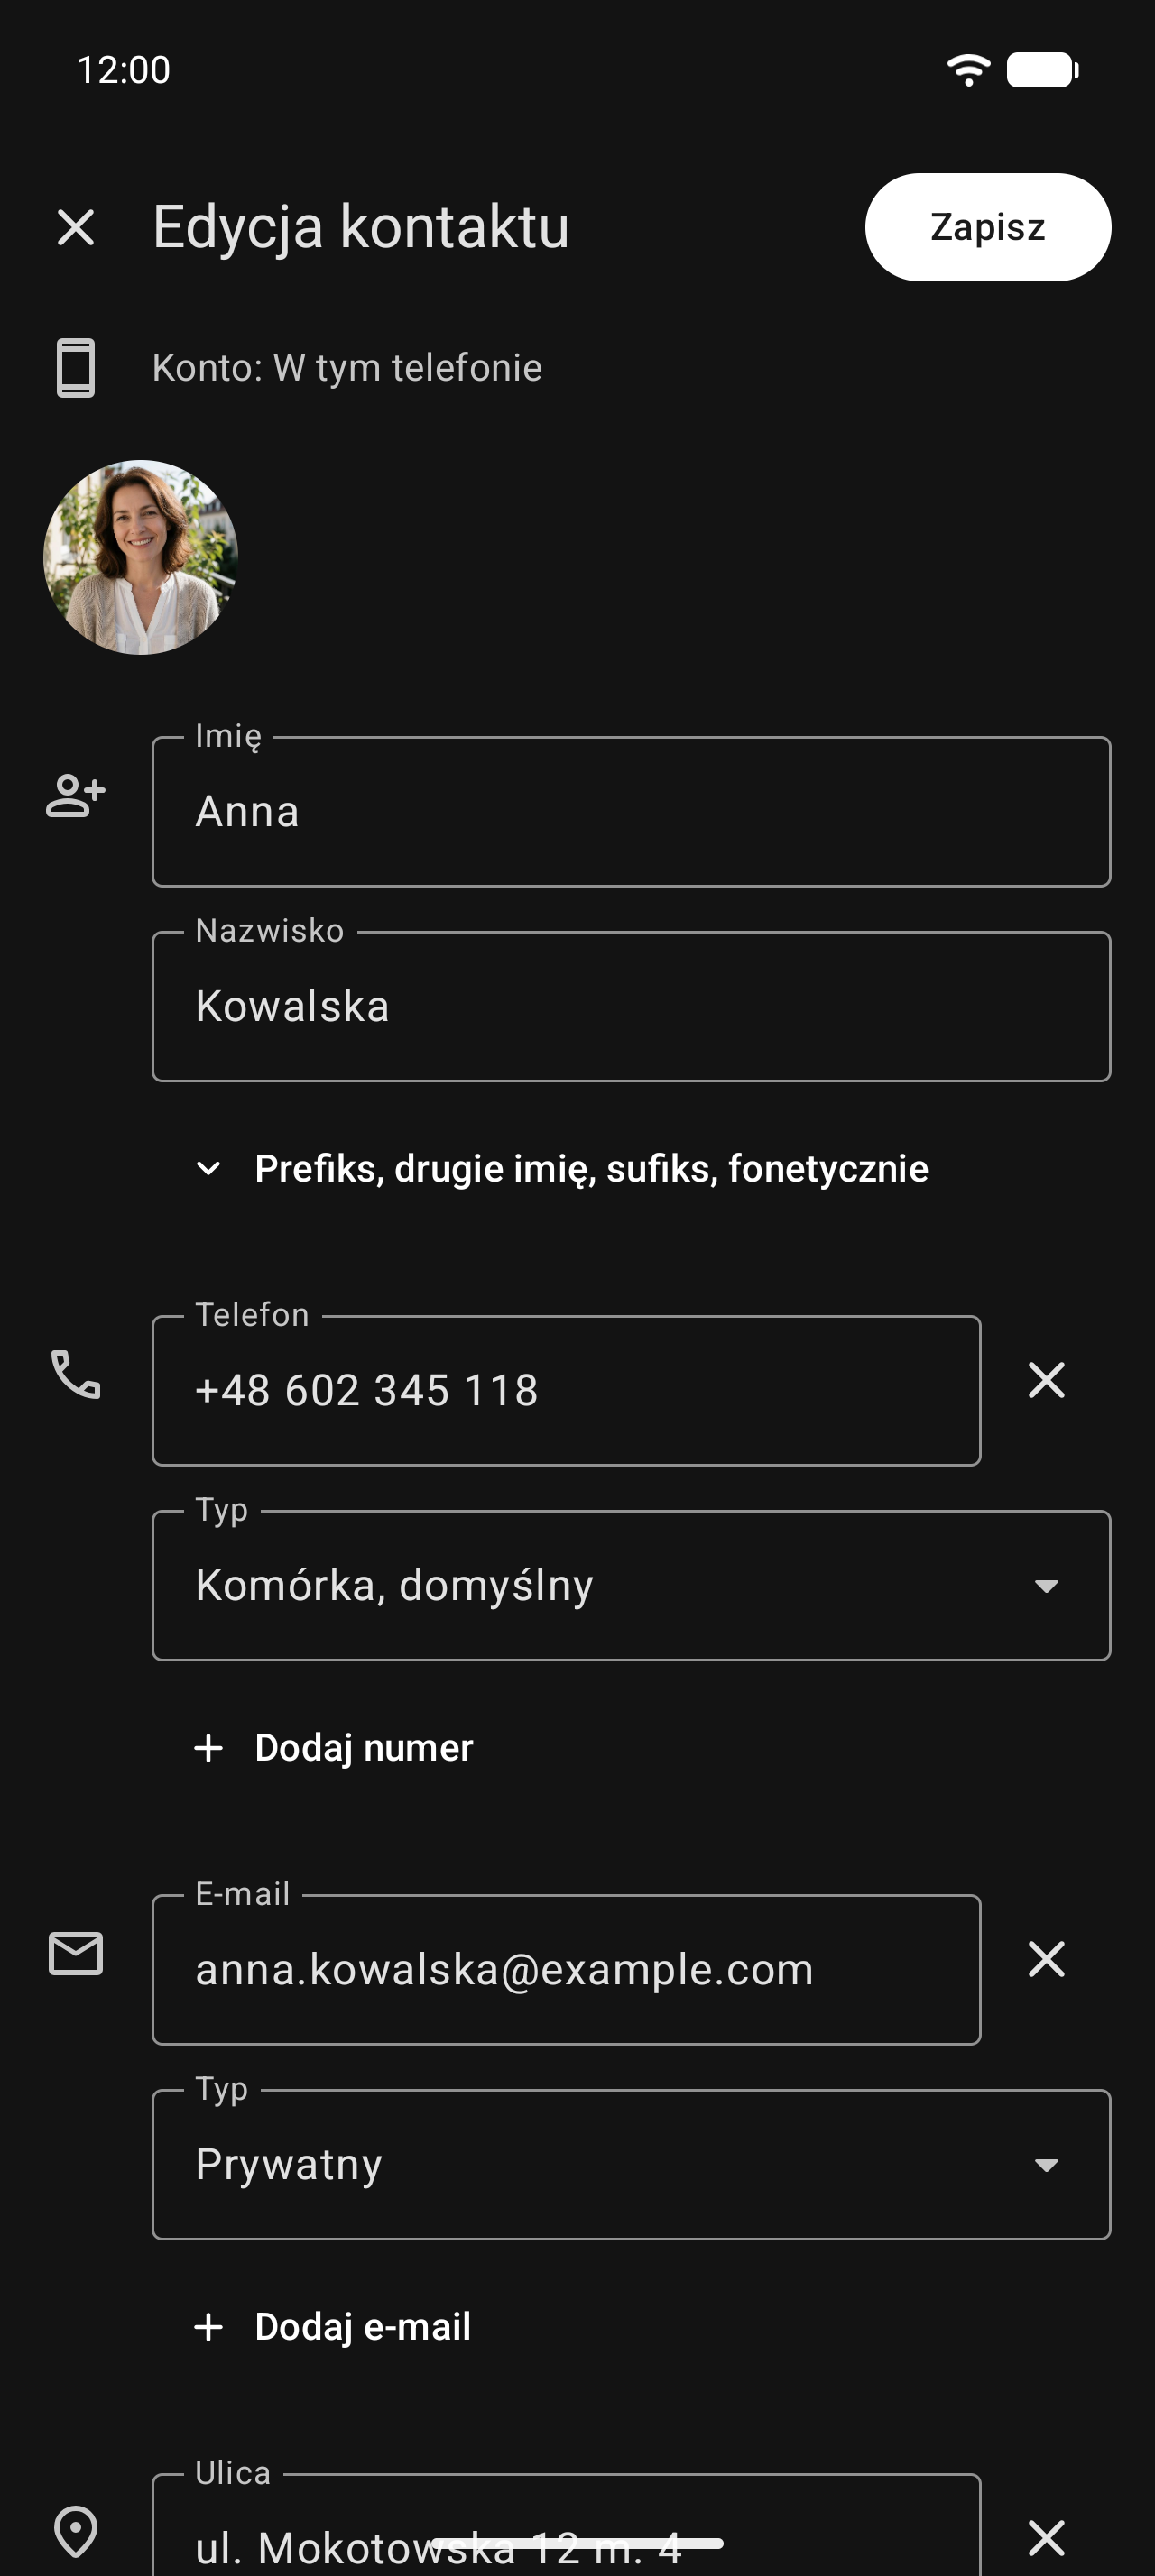 12:00
Edycja kontaktu
Zapisz
Konto: W tym telefonie
Imię
Anna
Nazwisko
Kowalska
Prefiks, drugie imię, sufiks, fonetycznie
Telefon
+48 602 345 118
Typ
Komórka, domyślny
Dodaj numer
E-mail
anna.kowalska@example.com
Typ
Prywatny
Dodaj e-mail
Ulica
ul. Mokotowska 12 m. 4